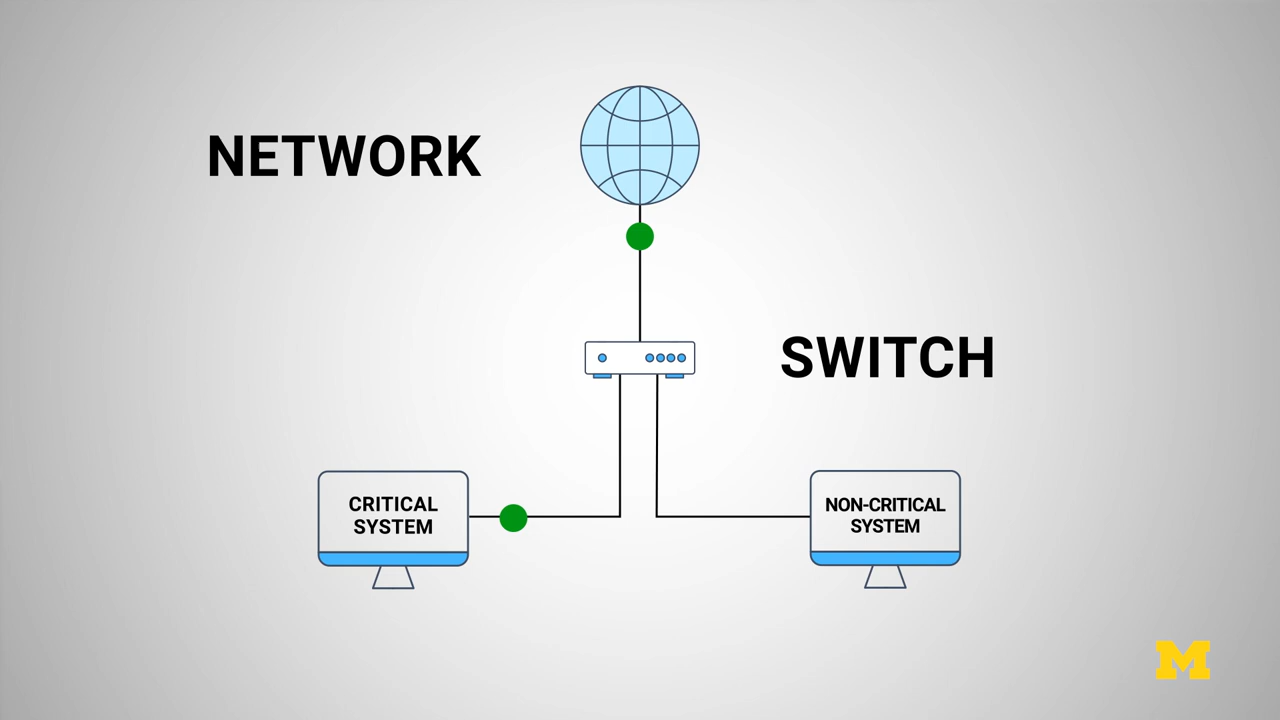 NETWORK
SWITCH
CRITICAL
SYSTEM
NON-CRITICAL
SYSTEM
M